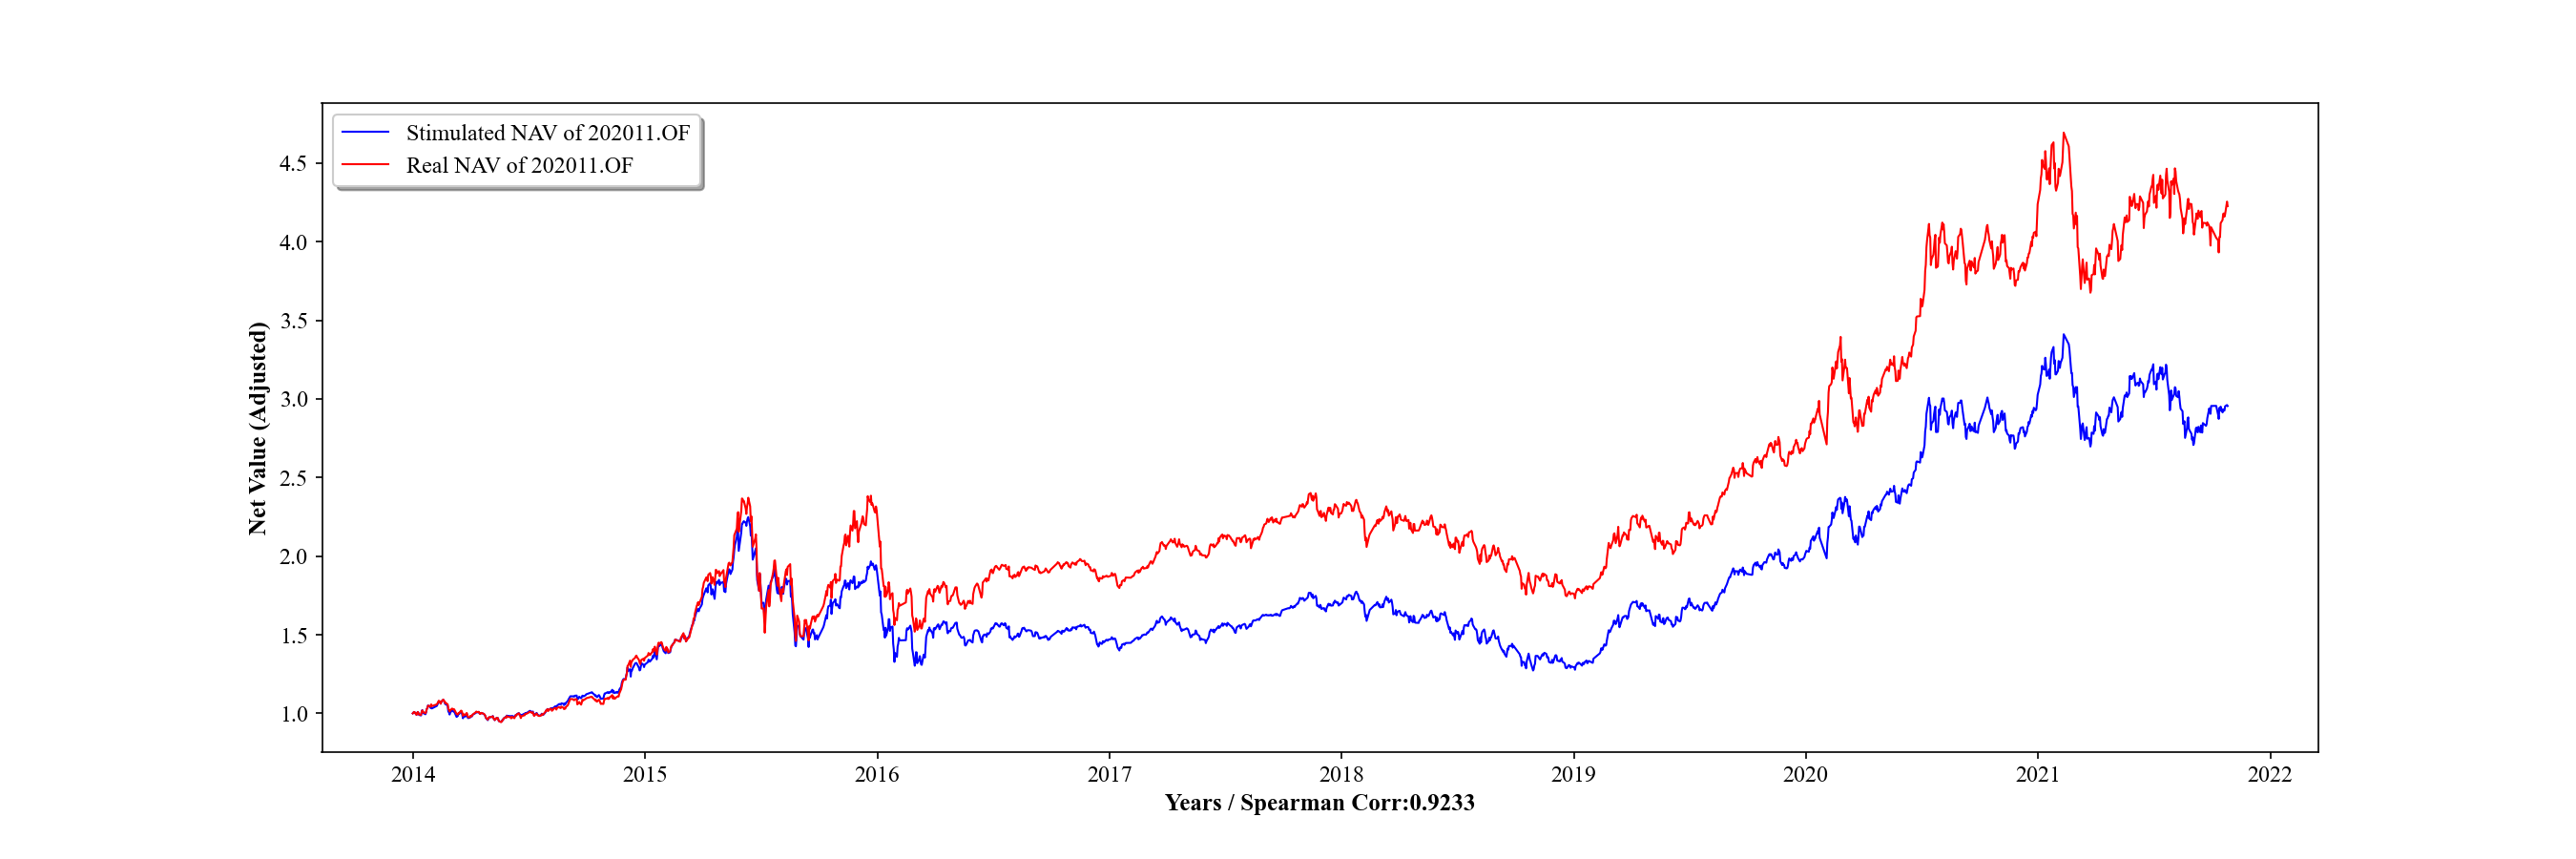 Stimulated NAV of 202011.OF
Real NAV of 202011.OF
Net Value (Adjusted)
4.5
4.0
3.5
3.0
2.5
2.0
1.5
1.0
2014 2015 2016 2017 2018 2019 2020 2021 2022
Years / Spearman Corr:0.9233